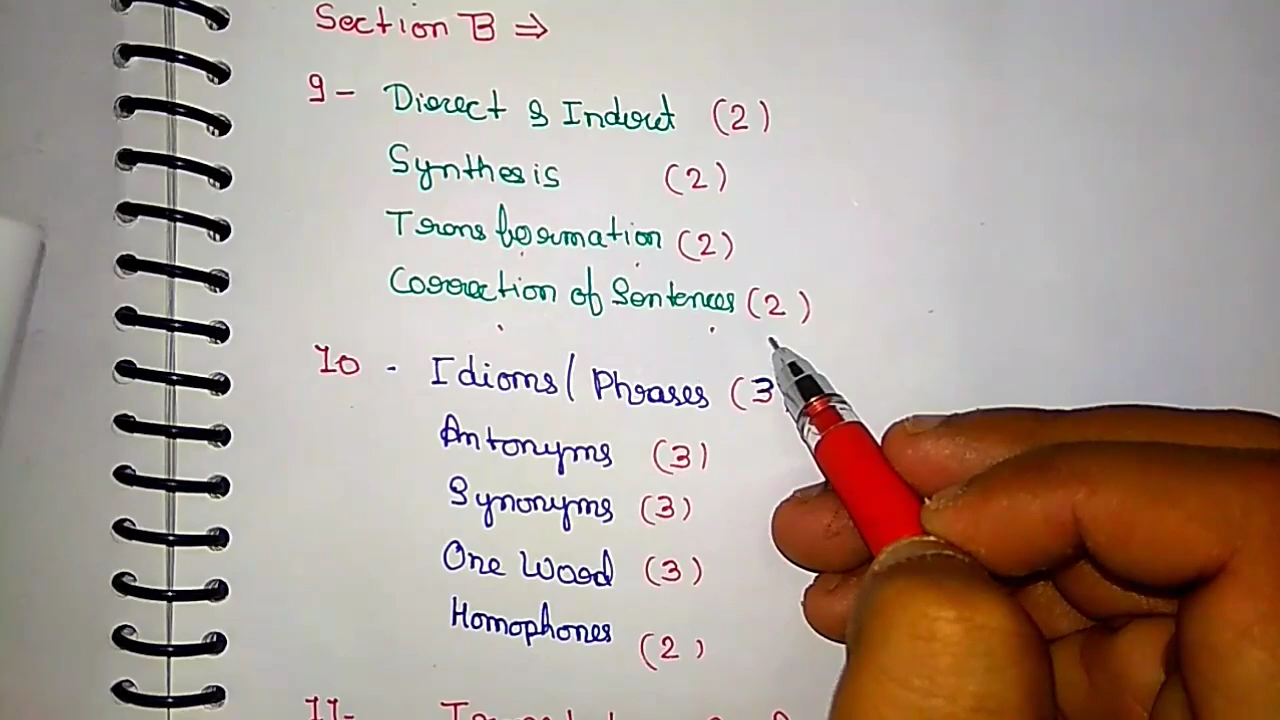 Section B ⇒
9 - Direct & Indirect (2)
Synthesis (2)
Transformation (2)
Correction of Sentences (2)
10 - Idioms / Phrases (3
Antonyms (3)
Synonyms (3)
One Word (3)
Homophones (2)
11-